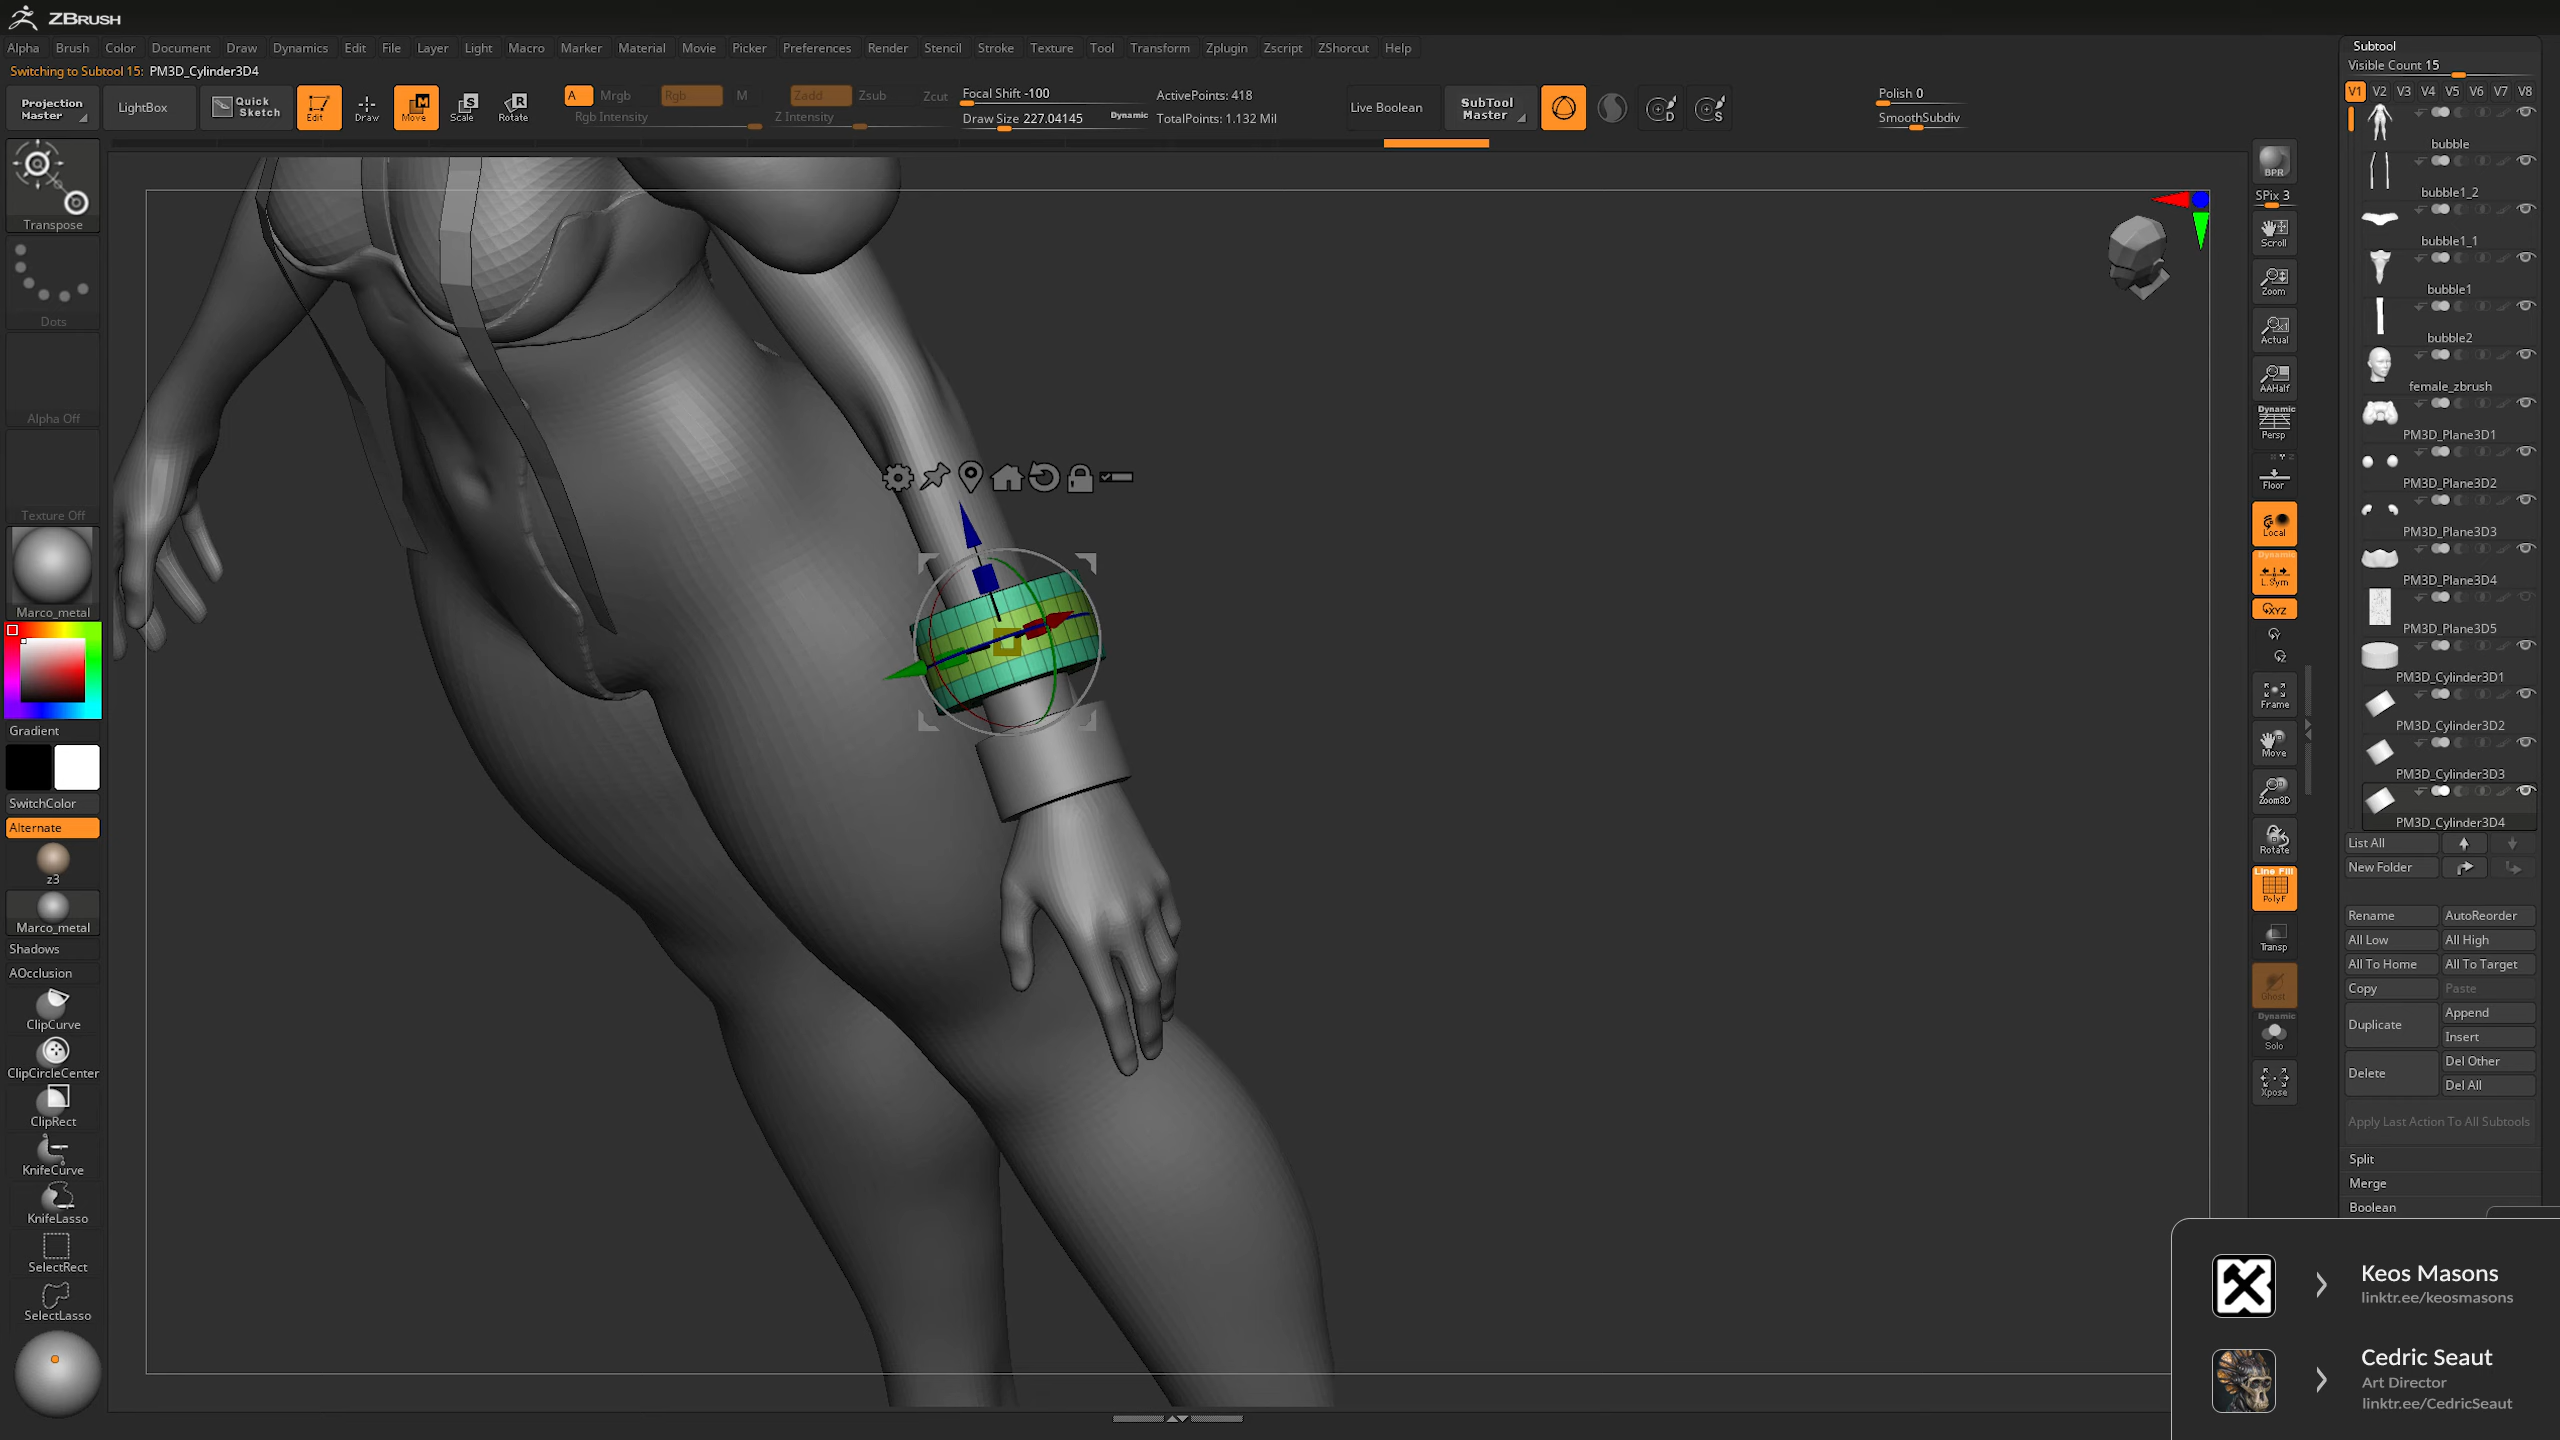 ZBRUSH
Alpha Brush Color Document Draw Dynamics Edit File Layer Light Macro Marker Material Movie Picker Preferences Render Stencil Stroke Texture Tool Transform Zplugin Zscript ZShorcut Help
Switching to Subtool 15: PM3D_Cylinder3D4
Projection Master
LightBox
Quick Sketch
Edit
Draw
Move
Scale
Rotate
A Mrgb Rgb M Zadd Zsub Zcut
Rgb Intensity
Z Intensity
Focal Shift -100
Draw Size 227.04145
Dynamic
ActivePoints: 418
TotalPoints: 1.132 Mil
Live Boolean
SubTool Master
D
S
Polish 0
SmoothSubdiv
Transpose
Dots
Alpha Off
Texture Off
Marco_metal
Gradient
SwitchColor
Alternate
z3
Marco_metal
Shadows
AOcclusion
ClipCurve
ClipCircleCenter
ClipRect
KnifeCurve
KnifeLasso
SelectRect
SelectLasso
BPR
SPix 3
Scroll
Zoom
Actual
AAHalf
Dynamic
Persp
Floor
Local
Dynamic
L.Sym
XYZ
Frame
Move
Zoom3D
Rotate
Line Fill
PolyF
Transp
Ghost
Dynamic
Solo
Xpose
Subtool
Visible Count 15
V1 V2 V3 V4 V5 V6 V7 V8
bubble
bubble1_2
bubble1_1
bubble1
bubble2
female_zbrush
PM3D_Plane3D1
PM3D_Plane3D2
PM3D_Plane3D3
PM3D_Plane3D4
PM3D_Plane3D5
PM3D_Cylinder3D1
PM3D_Cylinder3D2
PM3D_Cylinder3D3
PM3D_Cylinder3D4
List All
New Folder
Rename AutoReorder
All Low All High
All To Home All To Target
Copy Paste
Duplicate
Append
Insert
Delete
Del Other
Del All
Apply Last Action To All Subtools
Split
Merge
Boolean
Keos Masons
linktr.ee/keosmasons
Cedric Seaut
Art Director
linktr.ee/CedricSeaut